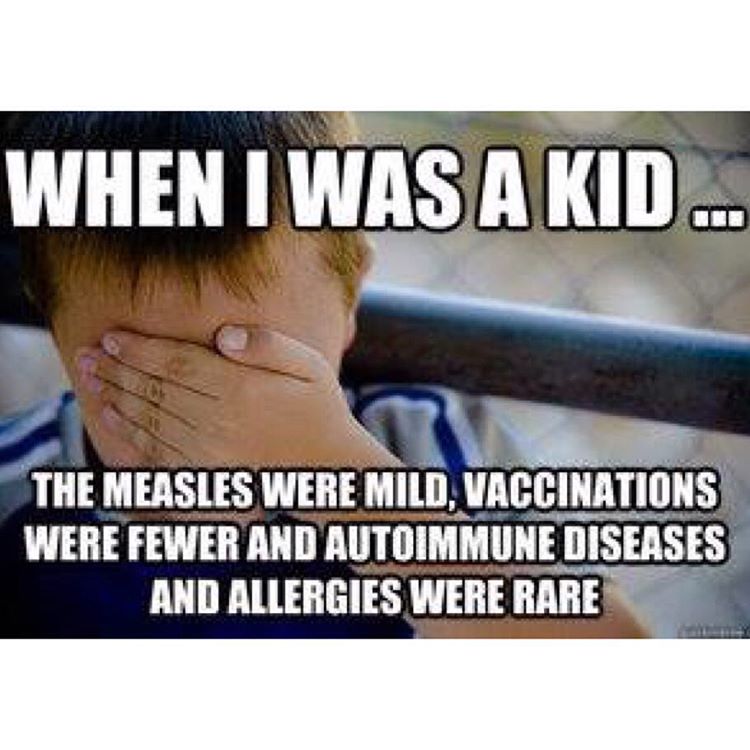 WHEN I WAS A KID ...
THE MEASLES WERE MILD, VACCINATIONS
WERE FEWER AND AUTOIMMUNE DISEASES
AND ALLERGIES WERE RARE